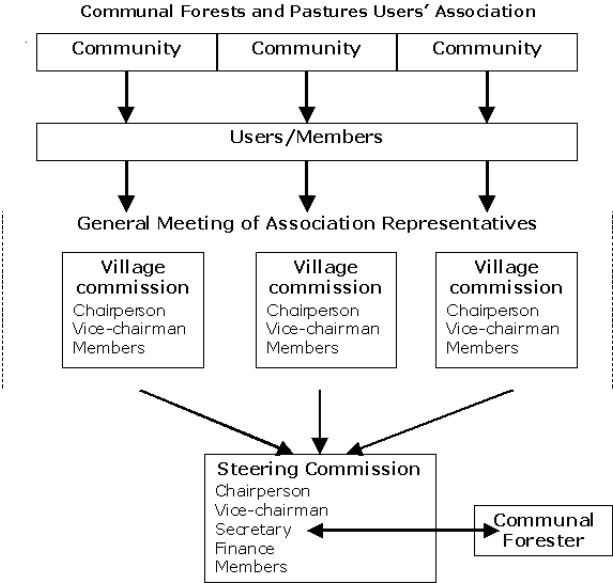 Communal Forests and Pastures Users' Association
Community Community Community
Users/Members
General Meeting of Association Representatives
Village
commission
Chairperson
Vice-chairman
Members
Village
commission
Chairperson
Vice-chairman
Members
Village
commission
Chairperson
Vice-chairman
Members
Steering Commission
Chairperson
Vice-chairman
Secretary
Finance
Members
Communal
Forester